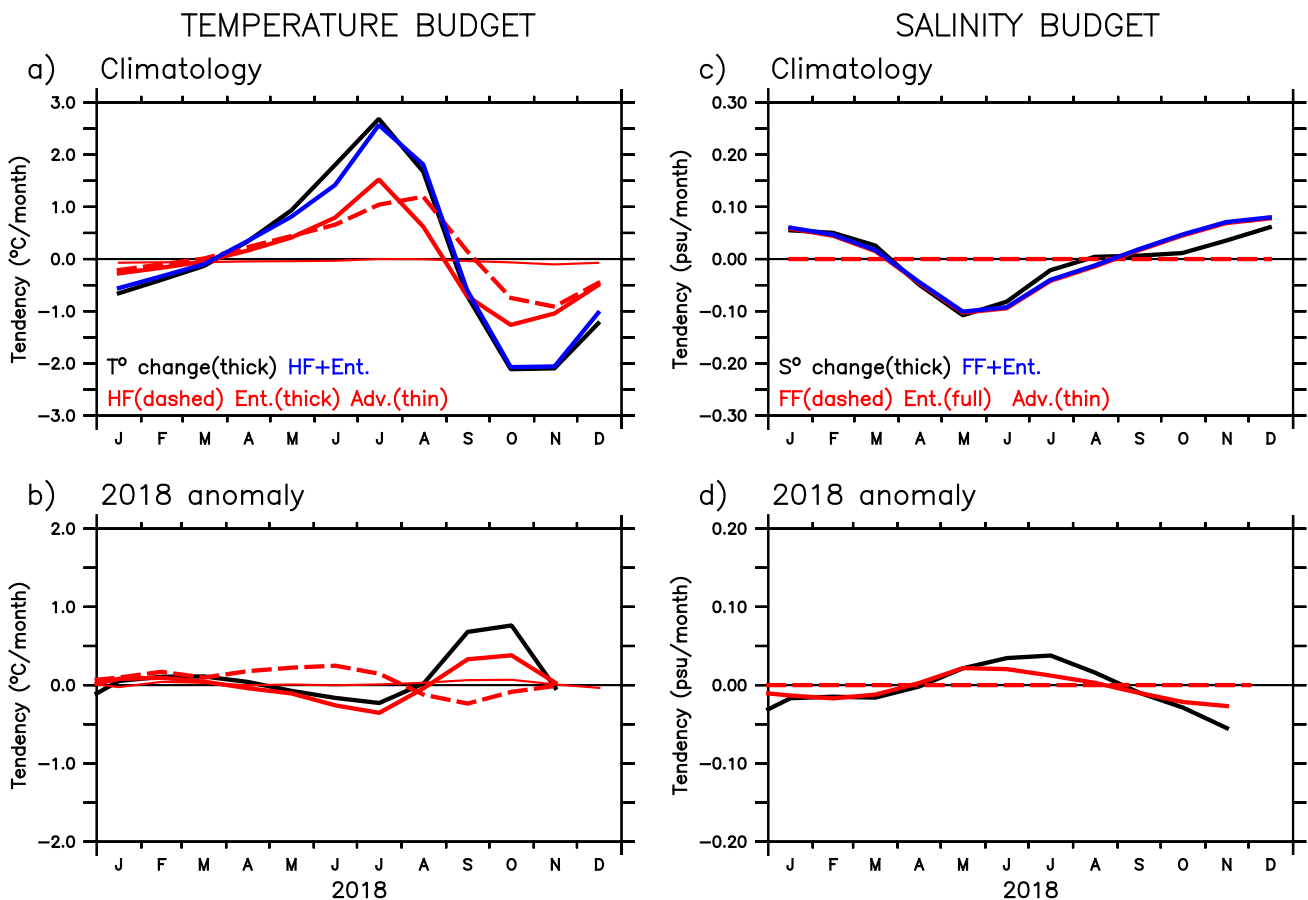 TEMPERATURE BUDGET
SALINITY BUDGET
a) Climatology
3.0
2.0
1.0
0.0
−1.0
−2.0
−3.0
Tendency (ºC/month)
Tº change(thick) HF+Ent.
HF(dashed) Ent.(thick) Adv.(thin)
J F M A M J J A S O N D
c) Climatology
0.30
0.20
0.10
0.00
−0.10
−0.20
−0.30
Tendency (psu/month)
Sº change(thick) FF+Ent.
FF(dashed) Ent.(full) Adv.(thin)
J F M A M J J A S O N D
b) 2018 anomaly
2.0
1.0
0.0
−1.0
−2.0
Tendency (ºC/month)
J F M A M J J A S O N D
2018
d) 2018 anomaly
0.20
0.10
0.00
−0.10
−0.20
Tendency (psu/month)
J F M A M J J A S O N D
2018